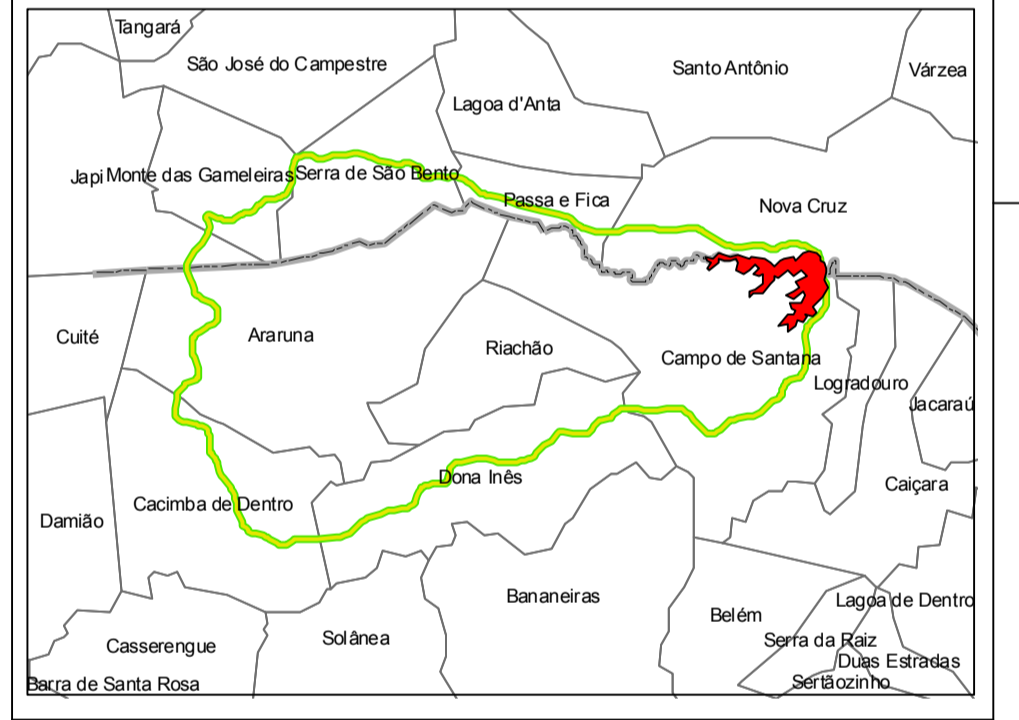 Tangará
São José do Campestre
Santo Antônio
Várzea
Lagoa d'Anta
Japi
Monte das Gameleiras
Serra de São Bento
Passa e Fica
Nova Cruz
Cuité
Araruna
Riachão
Campo de Santana
Logradouro
Jacaraú
Dona Inês
Caiçara
Cacimba de Dentro
Damião
Bananeiras
Lagoa de Dentro
Belém
Solânea
Serra da Raiz
Casserengue
Duas Estradas
Sertãozinho
Barra de Santa Rosa